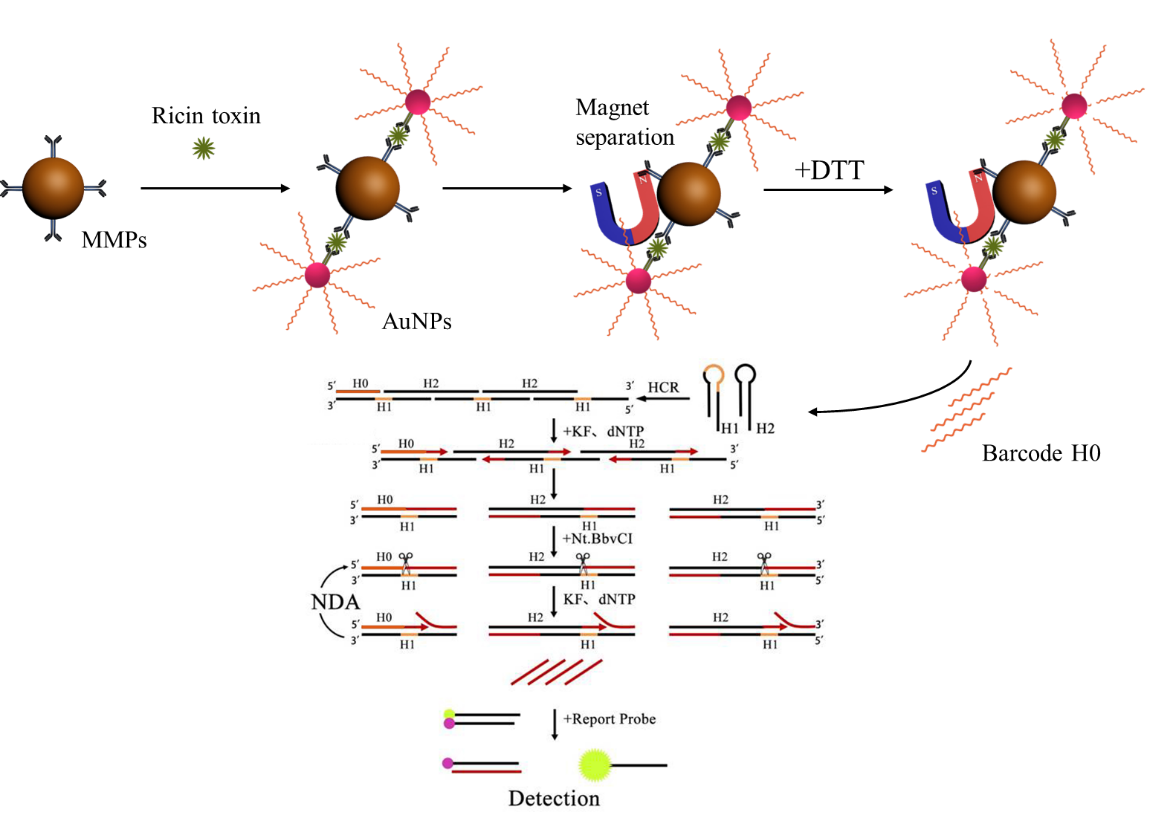 Ricin toxin
MMPs
AuNPs
Magnet
separation
S
N
+DTT
S
N
Barcode H0
5′ H0 H2 H2 3′
3′ H1 H1 H1 5′
HCR
H1 H2
+KF、dNTP
5′ H0 H2 H2 3′
3′ H1 H1 H1 5′
5′ H0 H2 H2 3′
3′ H1 H1 H1 5′
+Nt.BbvCI
5′ H0 H2 H2 3′
3′ H1 H1 H1 5′
NDA
KF、dNTP
5′ H0 H2 H2 3′
3′ H1 H1 H1 5′
+Report Probe
Detection